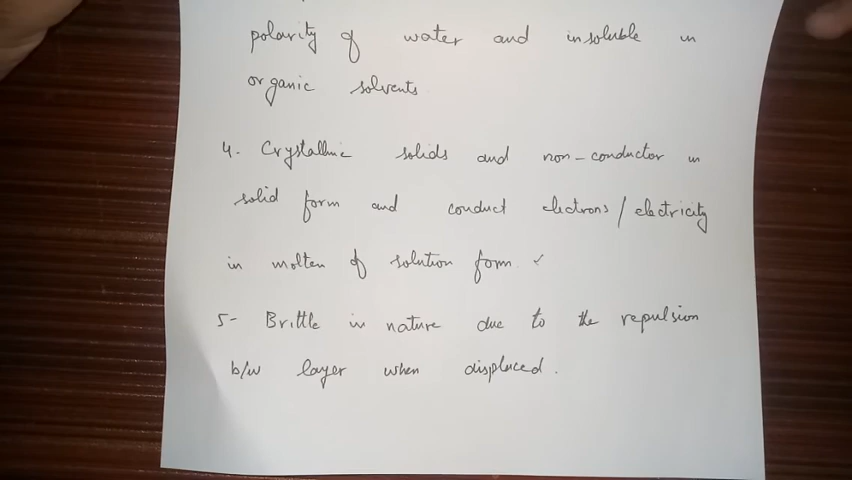 polarity of water and insoluble in
organic solvents
4. Crystalline solids and non-conductor in
solid form and conduct electrons/electricity
in molten of solution form. ✓
5- Brittle in nature due to the repulsion
b/w layer when displaced.